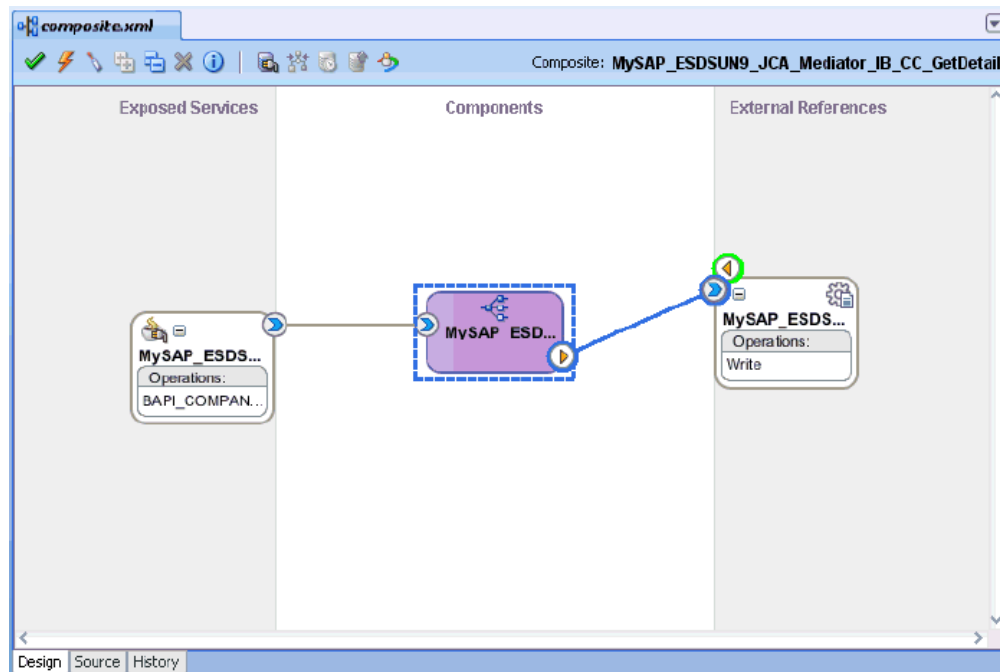 composite.xml
Composite: MySAP_ESDSUN9_JCA_Mediator_IB_CC_GetDetail
Exposed Services
Components
External References
MySAP_ESDS...
Operations:
BAPI_COMPAN...
MySAP_ESD...
MySAP_ESDS...
Operations:
Write
Design Source History